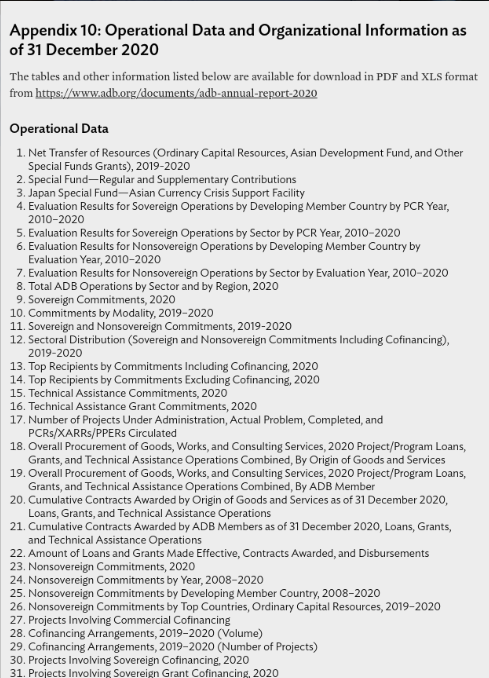 Appendix 10: Operational Data and Organizational Information as
of 31 December 2020
The tables and other information listed below are available for download in PDF and XLS format
from https://www.adb.org/documents/adb-annual-report-2020
Operational Data
1. Net Transfer of Resources (Ordinary Capital Resources, Asian Development Fund, and Other
Special Funds Grants), 2019-2020
2. Special Fund—Regular and Supplementary Contributions
3. Japan Special Fund—Asian Currency Crisis Support Facility
4. Evaluation Results for Sovereign Operations by Developing Member Country by PCR Year,
2010–2020
5. Evaluation Results for Sovereign Operations by Sector by PCR Year, 2010–2020
6. Evaluation Results for Nonsovereign Operations by Developing Member Country by
Evaluation Year, 2010–2020
7. Evaluation Results for Nonsovereign Operations by Sector by Evaluation Year, 2010–2020
8. Total ADB Operations by Sector and by Region, 2020
9. Sovereign Commitments, 2020
10. Commitments by Modality, 2019–2020
11. Sovereign and Nonsovereign Commitments, 2019-2020
12. Sectoral Distribution (Sovereign and Nonsovereign Commitments Including Cofinancing),
2019–2020
13. Top Recipients by Commitments Including Cofinancing, 2020
14. Top Recipients by Commitments Excluding Cofinancing, 2020
15. Technical Assistance Commitments, 2020
16. Technical Assistance Grant Commitments, 2020
17. Number of Projects Under Administration, Actual Problem, Completed, and
PCRs/XARRs/PPERs Circulated
18. Overall Procurement of Goods, Works, and Consulting Services, 2020 Project/Program Loans,
Grants, and Technical Assistance Operations Combined, By Origin of Goods and Services
19. Overall Procurement of Goods, Works, and Consulting Services, 2020 Project/Program Loans,
Grants, and Technical Assistance Operations Combined, By ADB Member
20. Cumulative Contracts Awarded by Origin of Goods and Services as of 31 December 2020,
Loans, Grants, and Technical Assistance Operations
21. Cumulative Contracts Awarded by ADB Members as of 31 December 2020, Loans, Grants,
and Technical Assistance Operations
22. Amount of Loans and Grants Made Effective, Contracts Awarded, and Disbursements
23. Nonsovereign Commitments, 2020
24. Nonsovereign Commitments by Year, 2008–2020
25. Nonsovereign Commitments by Developing Member Country, 2008–2020
26. Nonsovereign Commitments by Top Countries, Ordinary Capital Resources, 2019–2020
27. Projects Involving Commercial Cofinancing
28. Cofinancing Arrangements, 2019–2020 (Volume)
29. Cofinancing Arrangements, 2019–2020 (Number of Projects)
30. Projects Involving Sovereign Cofinancing, 2020
31. Projects Involving Sovereign Grant Cofinancing, 2020